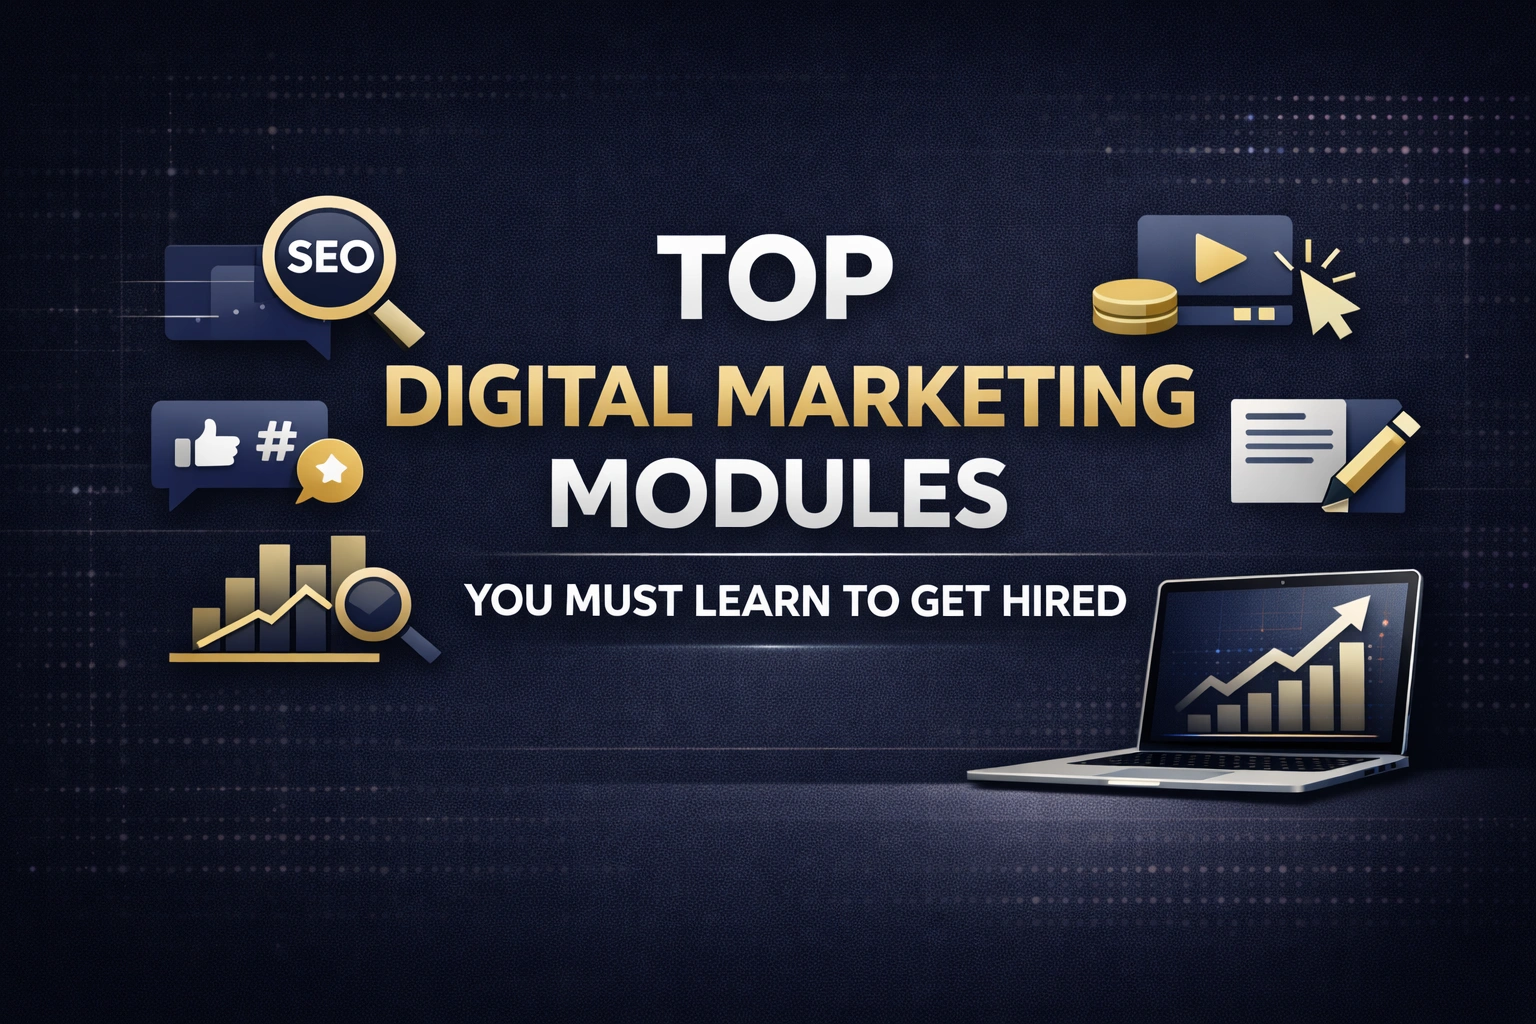 SEO
TOP
DIGITAL MARKETING
#
MODULES
YOU MUST LEARN TO GET HIRED